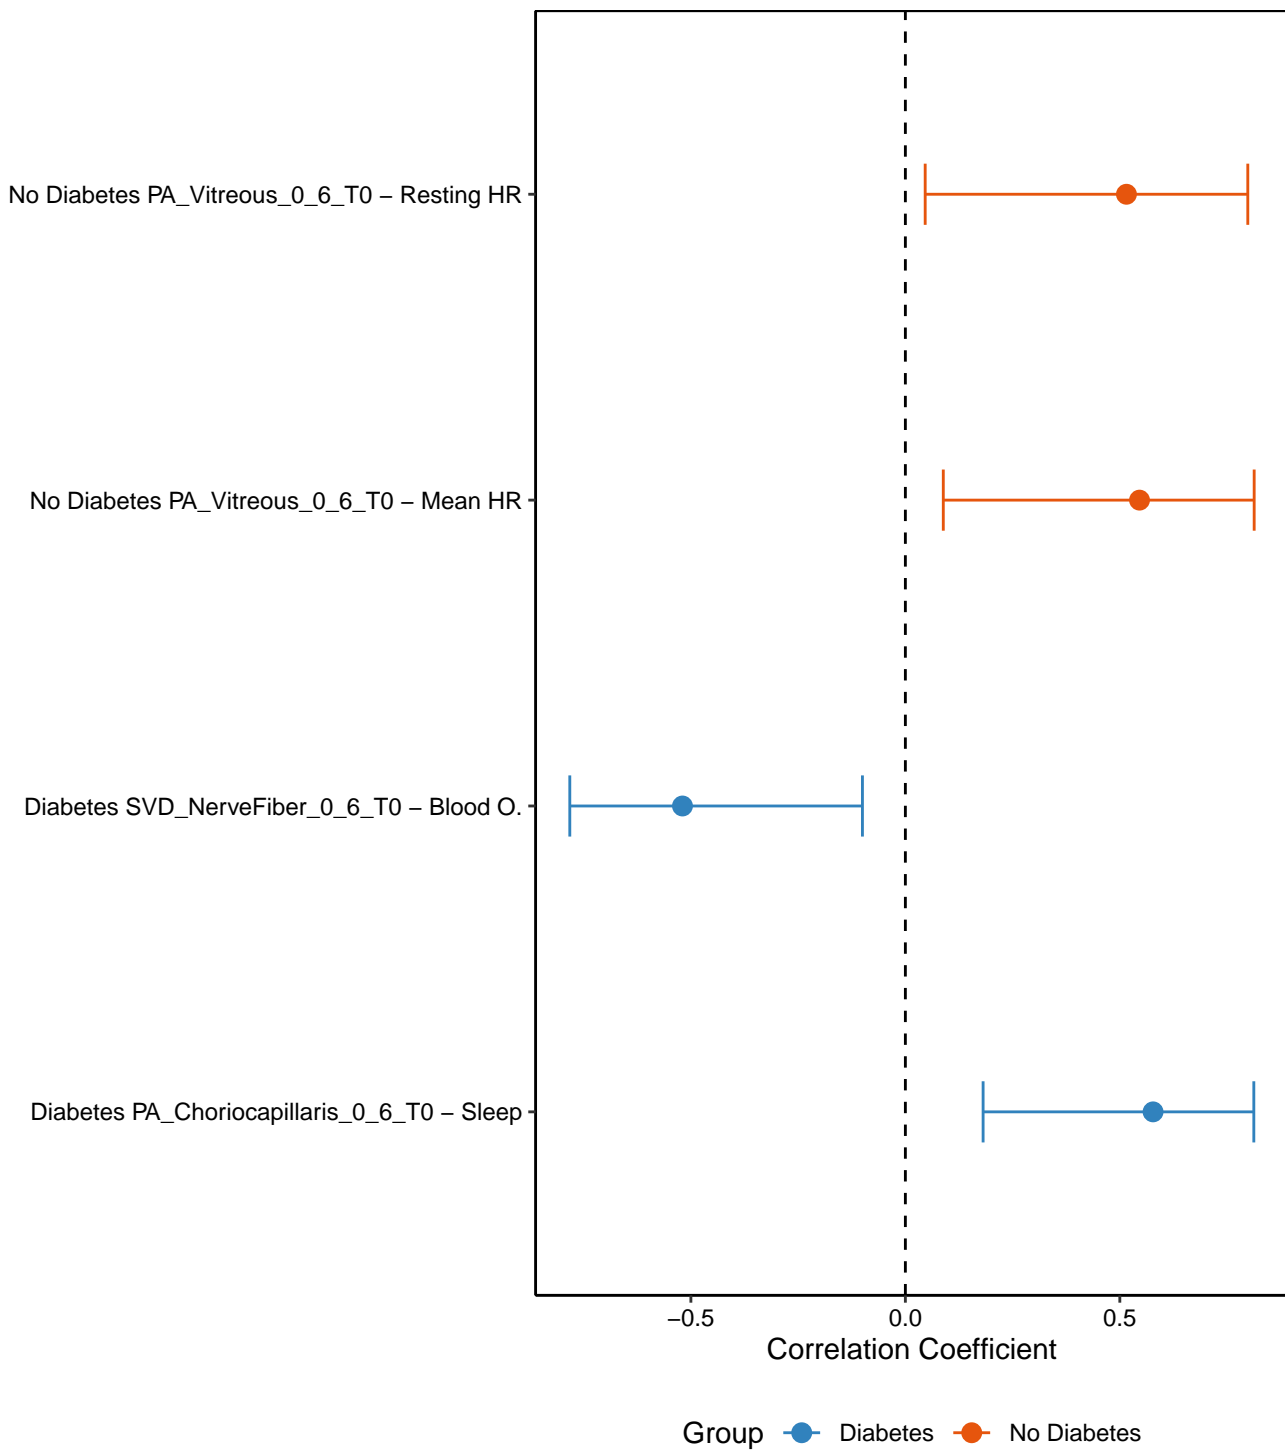 No Diabetes PA_Vitreous_0_6_T0 − Resting HR
No Diabetes PA_Vitreous_0_6_T0 − Mean HR
Diabetes SVD_NerveFiber_0_6_T0 − Blood O.
Diabetes PA_Choriocapillaris_0_6_T0 − Sleep
−0.5 0.0 0.5
Correlation Coefficient
Group Diabetes No Diabetes